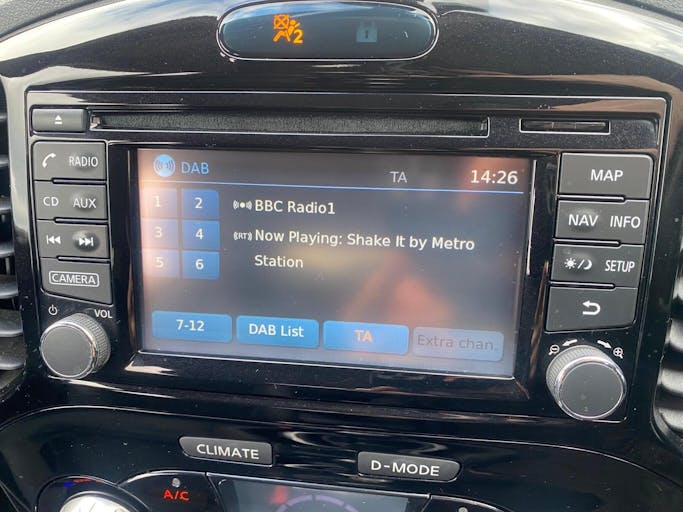 2
RADIO
CD AUX
CAMERA
VOL
DAB
TA
14:26
1 2
BBC Radio1
3 4
RT Now Playing: Shake It by Metro
Station
5 6
7-12
DAB List
TA
Extra chan.
MAP
NAV INFO
SETUP
CLIMATE
D-MODE
A/C